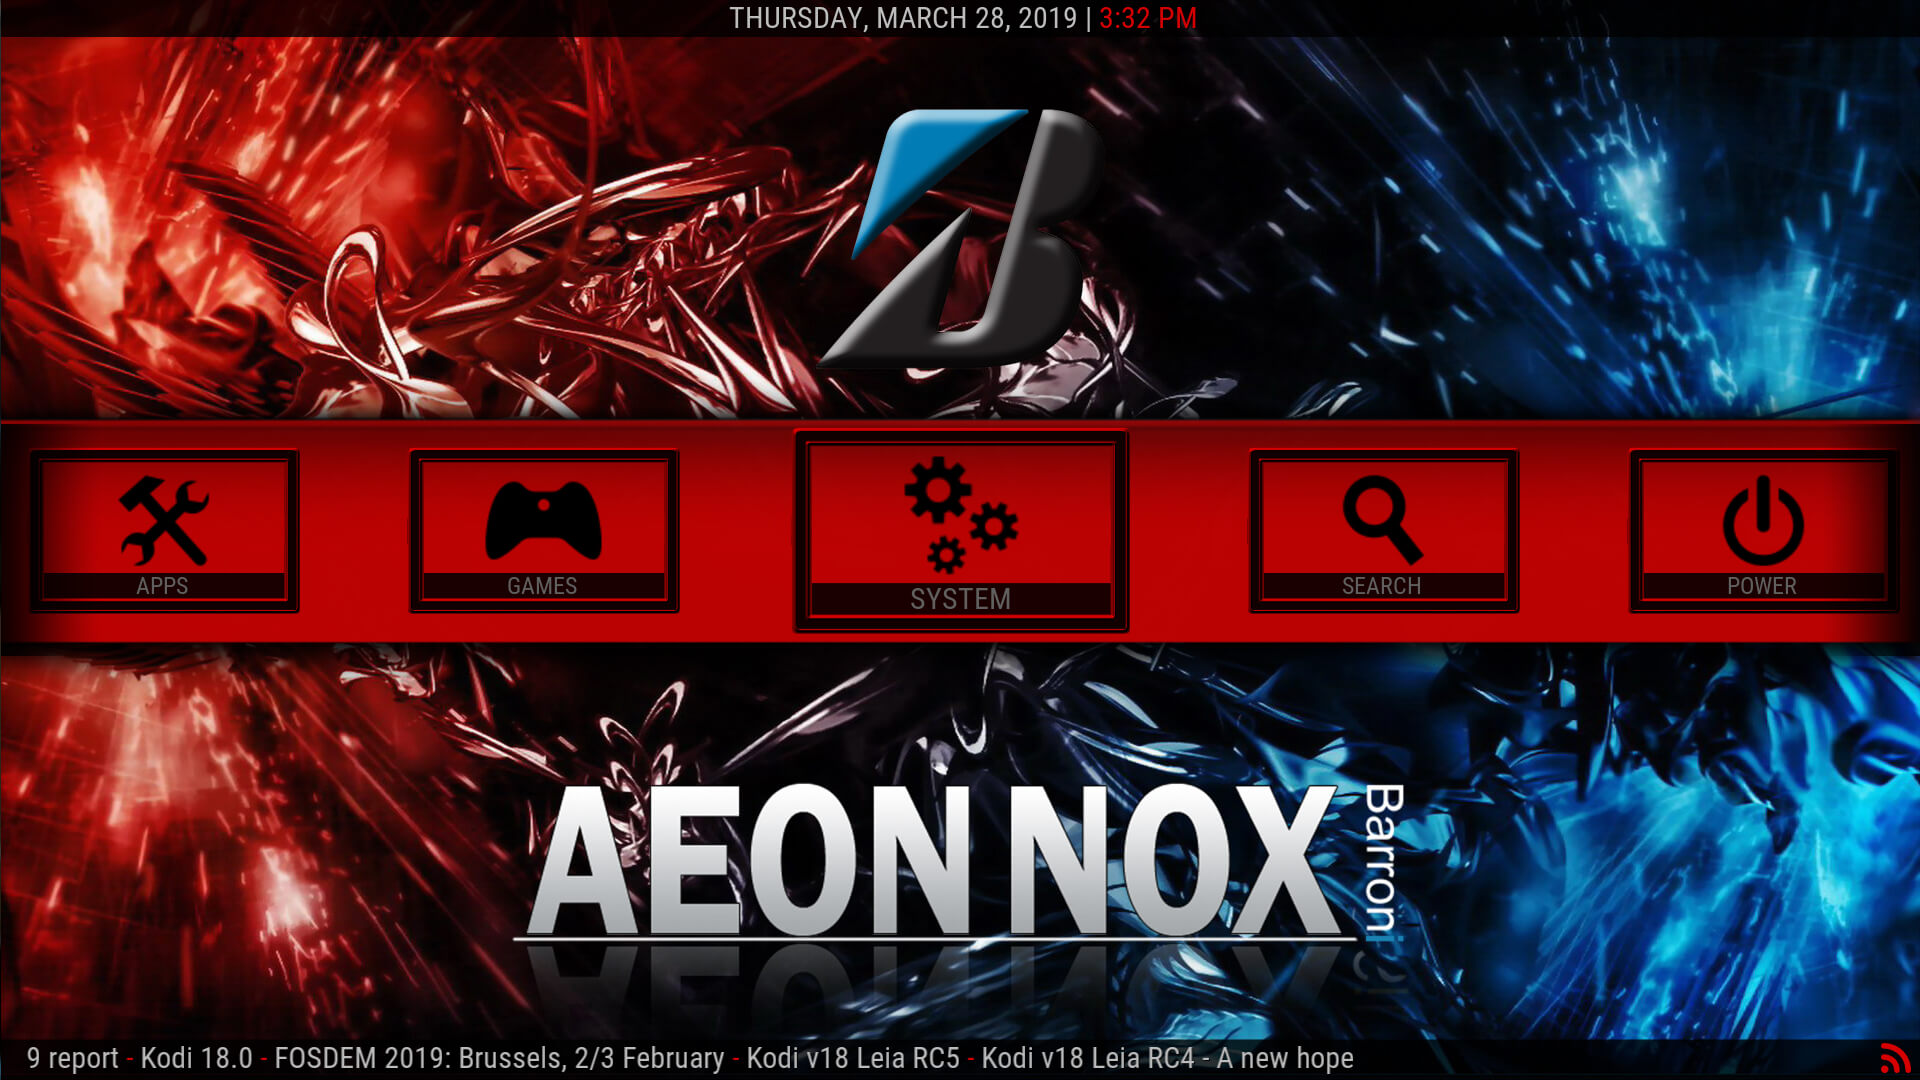 THURSDAY, MARCH 28, 2019 | 3:32 PM
APPS
GAMES
SYSTEM
SEARCH
POWER
AEON NOX
Barroni
9 report - Kodi 18.0 - FOSDEM 2019: Brussels, 2/3 February - Kodi v18 Leia RC5 - Kodi v18 Leia RC4 - A new hope